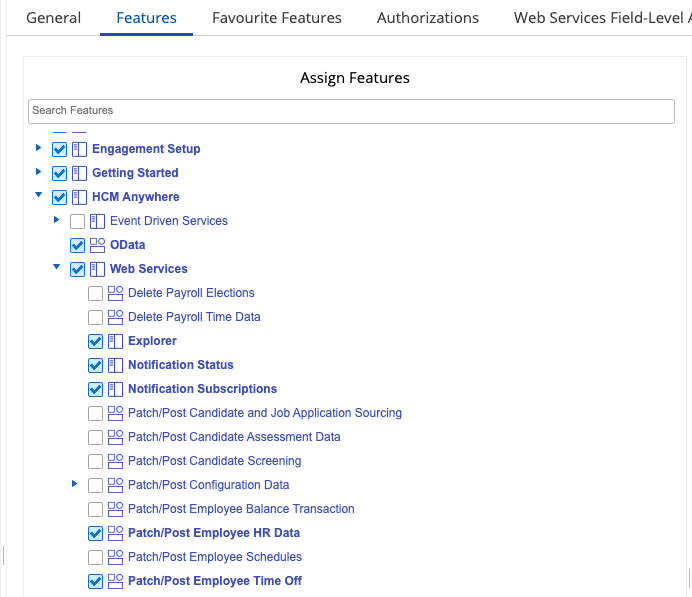 General Features Favourite Features Authorizations Web Services Field-Level
Assign Features
Search Features
Engagement Setup
Getting Started
HCM Anywhere
Event Driven Services
OData
Web Services
Delete Payroll Elections
Delete Payroll Time Data
Explorer
Notification Status
Notification Subscriptions
Patch/Post Candidate and Job Application Sourcing
Patch/Post Candidate Assessment Data
Patch/Post Candidate Screening
Patch/Post Configuration Data
Patch/Post Employee Balance Transaction
Patch/Post Employee HR Data
Patch/Post Employee Schedules
Patch/Post Employee Time Off